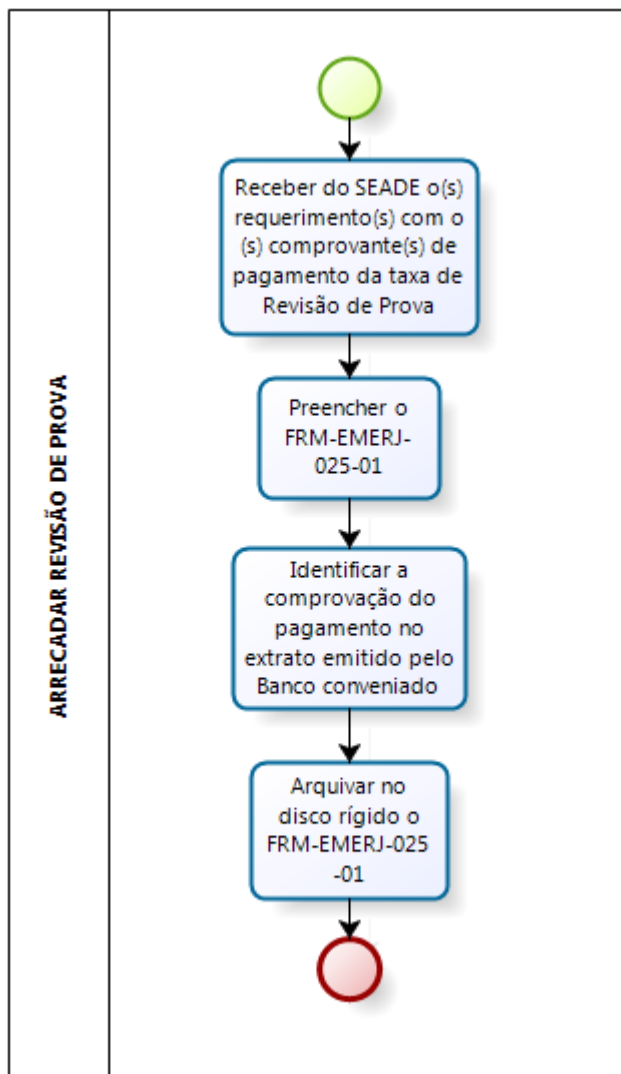 ARRECADAR REVISÃO DE PROVA
Receber do SEADE o(s)
requerimento(s) com o
(s) comprovante(s) de
pagamento da taxa de
Revisão de Prova
Preencher o
FRM-EMERJ-
025-01
Identificar a
comprovação do
pagamento no
extrato emitido pelo
Banco conveniado
Arquivar no
disco rígido o
FRM-EMERJ-025
-01